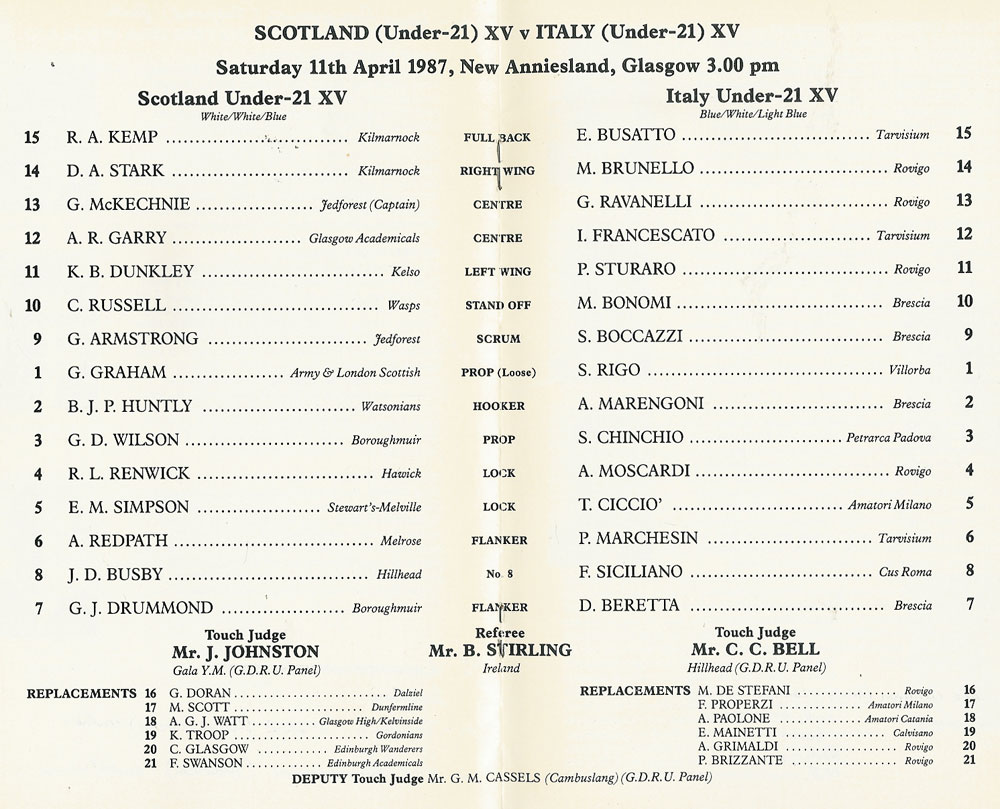 SCOTLAND (Under-21) XV v ITALY (Under-21) XV
Saturday 11th April 1987, New Anniesland, Glasgow 3.00 pm
Scotland Under-21 XV Italy Under-21 XV
White/White/Blue Blue/White/Light Blue
15 R. A. KEMP Kilmarnock FULL BACK E. BUSATTO Tarvisium 15
14 D. A. STARK Kilmarnock RIGHT WING M. BRUNELLO Rovigo 14
13 G. McKECHNIE Jedforest (Captain) CENTRE G. RAVANELLI Rovigo 13
12 A. R. GARRY Glasgow Academicals CENTRE I. FRANCESCATO Tarvisium 12
11 K. B. DUNKLEY Kelso LEFT WING P. STURARO Rovigo 11
10 C. RUSSELL Wasps STAND OFF M. BONOMI Brescia 10
9 G. ARMSTRONG Jedforest SCRUM S. BOCCAZZI Brescia 9
1 G. GRAHAM Army & London Scottish PROP (Loose) S. RIGO Villorba 1
2 B. J. P. HUNTLY Watsonians HOOKER A. MARENGONI Brescia 2
3 G. D. WILSON Boroughmuir PROP S. CHINCHIO Petrarca Padova 3
4 R. L. RENWICK Hawick LOCK A. MOSCARDI Rovigo 4
5 E. M. SIMPSON Stewart's-Melville LOCK T. CICCIO' Amatori Milano 5
6 A. REDPATH Melrose FLANKER P. MARCHESIN Tarvisium 6
8 J. D. BUSBY Hillhead No. 8 F. SICILIANO Cus Roma 8
7 G. J. DRUMMOND Boroughmuir FLANKER D. BERETTA Brescia 7
Touch Judge Referee Touch Judge
Mr. J. JOHNSTON Mr. B. STIRLING Mr. C. C. BELL
Gala Y.M. (G.D.R.U Panel) Ireland Hillhead (G.D.R.U Panel)
REPLACEMENTS 16 G. DORAN Dalziel REPLACEMENTS M. DE STEFANI Rovigo 16
17 M. SCOTT Dunfermline F. PROPERZI Amatori Milano 17
18 A. G. J. WATT Glasgow High/Kelvinside A. PAOLONE Amatori Catania 18
19 K. TROOP Gordonians E. MAINETTI Calvisano 19
20 C. GLASGOW Edinburgh Wanderers A. GRIMALDI Rovigo 20
21 F. SWANSON Edinburgh Academicals P. BRIZZANTE Rovigo 21
DEPUTY Touch Judge Mr. G. M. CASSELS (Cambuslang) (G.D.R.U Panel)